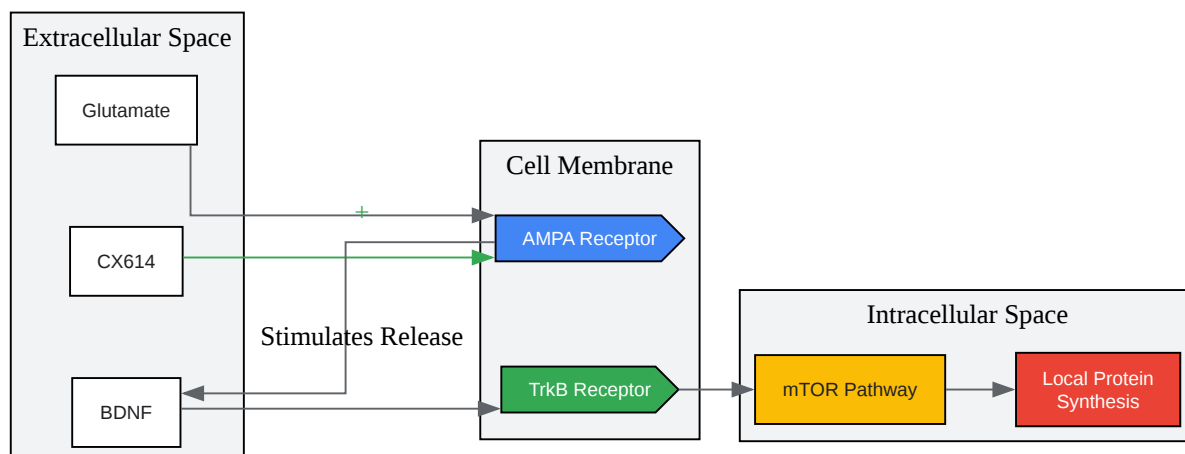 Extracellular Space
Glutamate
+
CX614
Stimulates Release
BDNF
Cell Membrane
AMPA Receptor
TrkB Receptor
Intracellular Space
mTOR Pathway
Local Protein
Synthesis